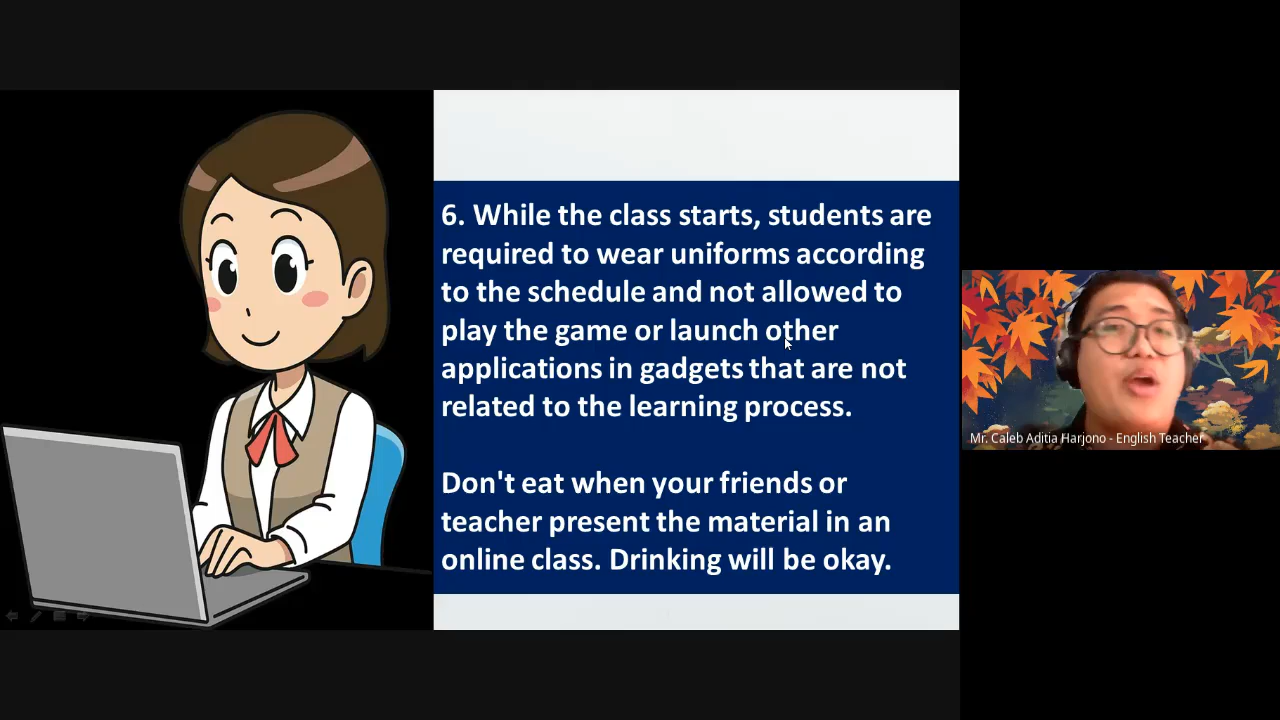 6. While the class starts, students are
required to wear uniforms according
to the schedule and not allowed to
play the game or launch other
applications in gadgets that are not
related to the learning process.
Don't eat when your friends or
teacher present the material in an
online class. Drinking will be okay.
Mr. Caleb Aditia Harjono - English Teacher